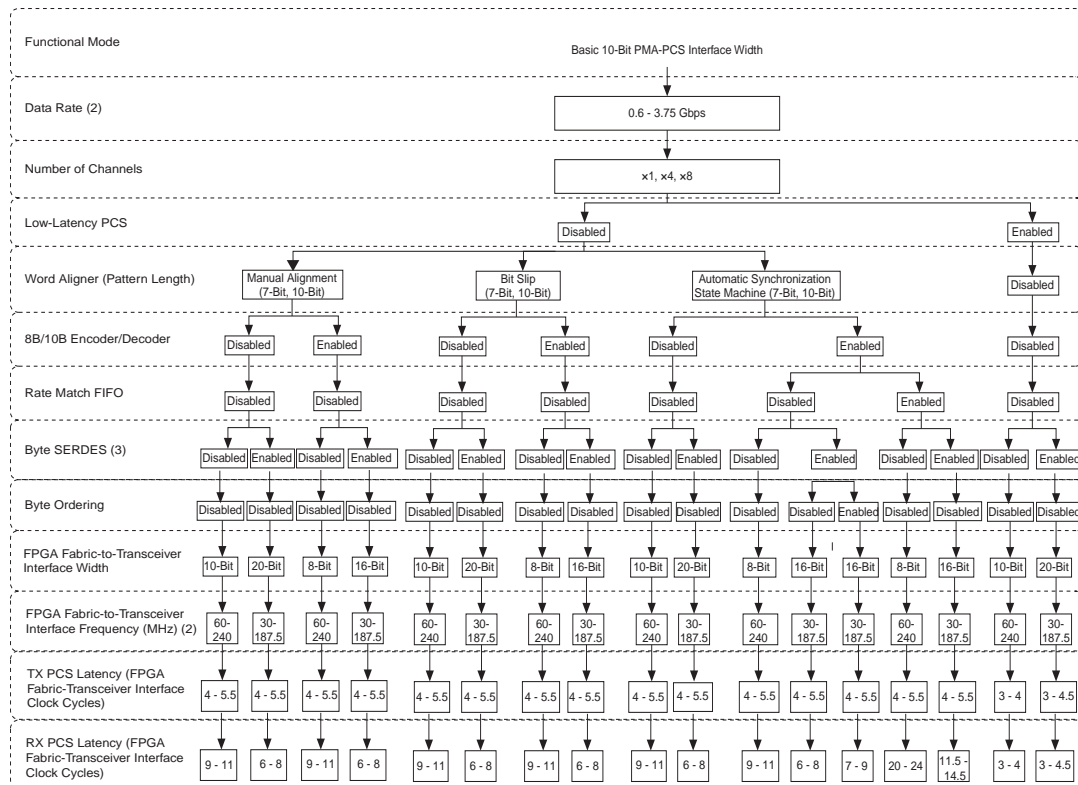 Functional Mode
Basic 10-Bit PMA-PCS Interface Width
Data Rate (2)
0.6 - 3.75 Gbps
Number of Channels
×1, ×4, ×8
Low-Latency PCS
Disabled Enabled
Word Aligner (Pattern Length)
Manual Alignment
(7-Bit, 10-Bit)
Bit Slip
(7-Bit, 10-Bit)
Automatic Synchronization
State Machine (7-Bit, 10-Bit)
Disabled
8B/10B Encoder/Decoder
Disabled Enabled Disabled Enabled Disabled Enabled Disabled
Rate Match FIFO
Disabled Disabled Disabled Disabled Disabled Disabled Enabled Disabled
Byte SERDES (3)
Disabled Enabled Disabled Enabled Disabled Enabled Disabled Enabled Disabled Enabled Disabled Enabled Disabled Enabled Disabled Enabled
Byte Ordering
Disabled Disabled Disabled Disabled Disabled Disabled Disabled Disabled Disabled Disabled Disabled Disabled Enabled Disabled Disabled Disabled Disabled
FPGA Fabric-to-Transceiver
Interface Width
10-Bit 20-Bit 8-Bit 16-Bit 10-Bit 20-Bit 8-Bit 16-Bit 10-Bit 20-Bit 8-Bit 16-Bit 16-Bit 8-Bit 16-Bit 10-Bit 20-Bit
FPGA Fabric-to-Transceiver
Interface Frequency (MHz) (2)
60- 30- 60- 30- 60- 30- 60- 30- 60- 30- 60- 30- 30- 60- 30- 60- 30-
240 187.5 240 187.5 240 187.5 240 187.5 240 187.5 240 187.5 187.5 240 187.5 240 187.5
TX PCS Latency (FPGA
Fabric-Transceiver Interface
Clock Cycles)
4 - 5.5 4 - 5.5 4 - 5.5 4 - 5.5 4 - 5.5 4 - 5.5 4 - 5.5 4 - 5.5 4 - 5.5 4 - 5.5 4 - 5.5 4 - 5.5 4 - 5.5 4 - 5.5 4 - 5.5 3 - 4 3 - 4.5
RX PCS Latency (FPGA
Fabric-Transceiver Interface
Clock Cycles)
9 - 11 6 - 8 9 - 11 6 - 8 9 - 11 6 - 8 9 - 11 6 - 8 9 - 11 6 - 8 9 - 11 6 - 8 7 - 9 20 - 24 11.5 - 14.5 3 - 4 3 - 4.5